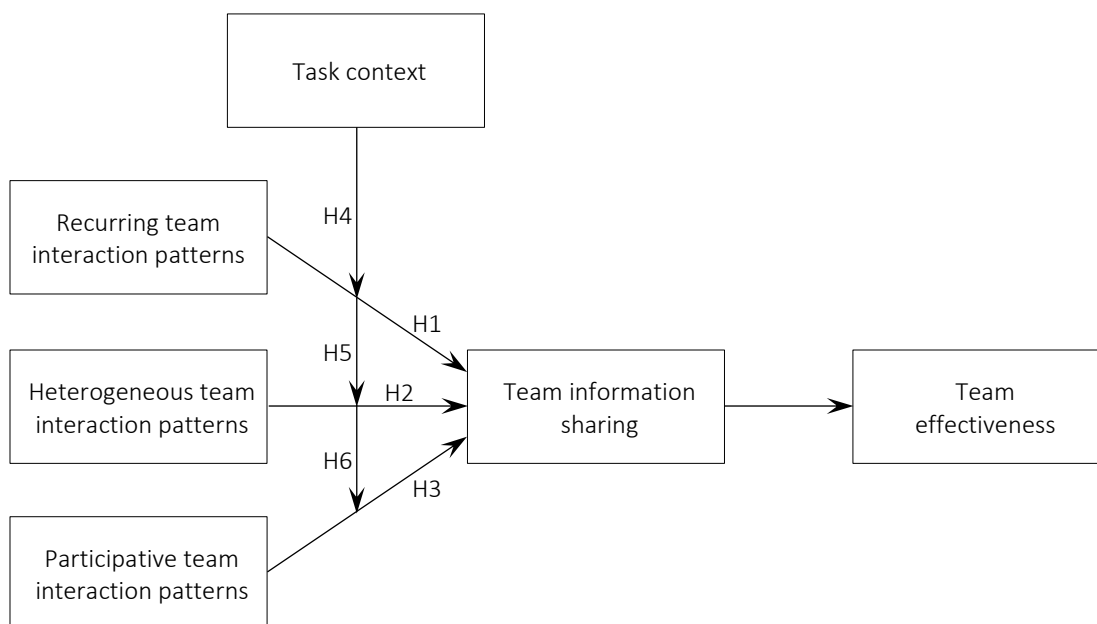 Task context
Recurring team
interaction patterns
H4
H1
H5
Heterogeneous team
interaction patterns
H2
Team information
sharing
Team
effectiveness
H6
H3
Participative team
interaction patterns